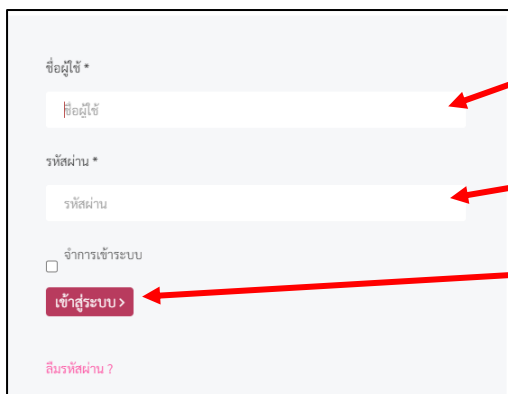 ชื่อผู้ใช้ *
ชื่อผู้ใช้
รหัสผ่าน *
รหัสผ่าน
จำการเข้าระบบ
เข้าสู่ระบบ >
ลืมรหัสผ่าน ?